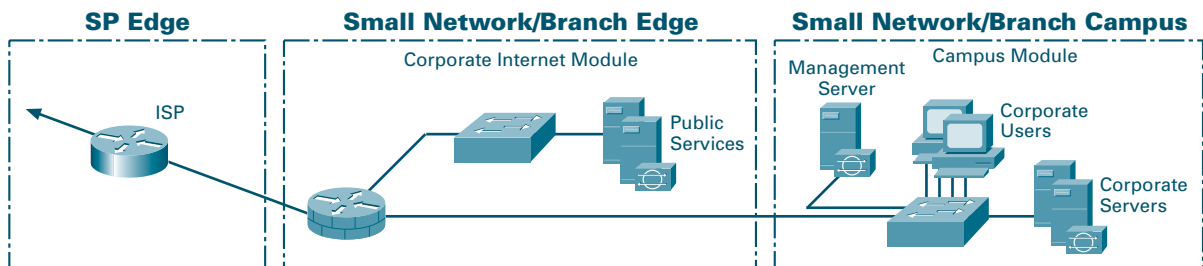 SP Edge
Small Network/Branch Edge
Small Network/Branch Campus
Corporate Internet Module
Campus Module
Management
Server
ISP
Public
Services
Corporate
Users
Corporate
Servers